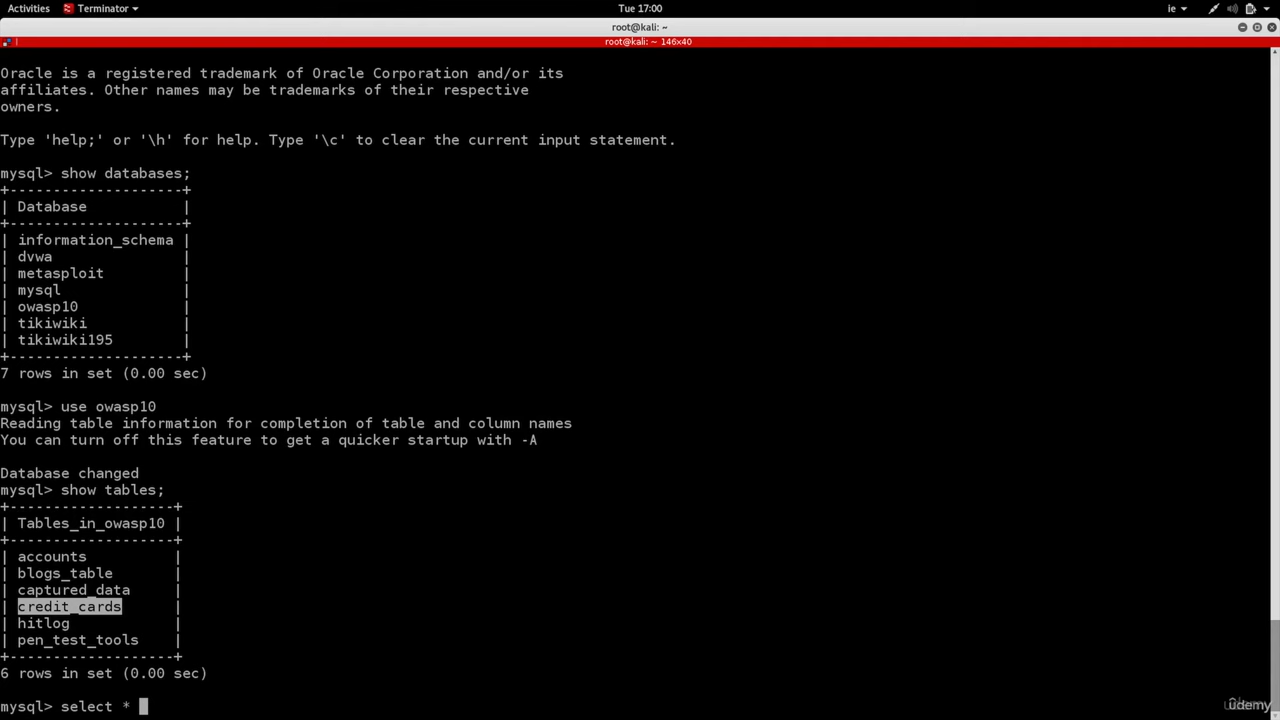 Activities Terminator Tue 17:00 ie
root@kali: ~
root@kali: ~ 146x40
Oracle is a registered trademark of Oracle Corporation and/or its
affiliates. Other names may be trademarks of their respective
owners.
Type 'help;' or '\h' for help. Type '\c' to clear the current input statement.
mysql> show databases;
+--------------------+
| Database           |
+--------------------+
| information_schema |
| dvwa               |
| metasploit         |
| mysql              |
| owasp10            |
| tikiwiki           |
| tikiwiki195        |
+--------------------+
7 rows in set (0.00 sec)
mysql> use owasp10
Reading table information for completion of table and column names
You can turn off this feature to get a quicker startup with -A
Database changed
mysql> show tables;
+-------------------+
| Tables_in_owasp10 |
+-------------------+
| accounts          |
| blogs_table       |
| captured_data     |
| credit_cards      |
| hitlog            |
| pen_test_tools    |
+-------------------+
6 rows in set (0.00 sec)
mysql> select *
udemy